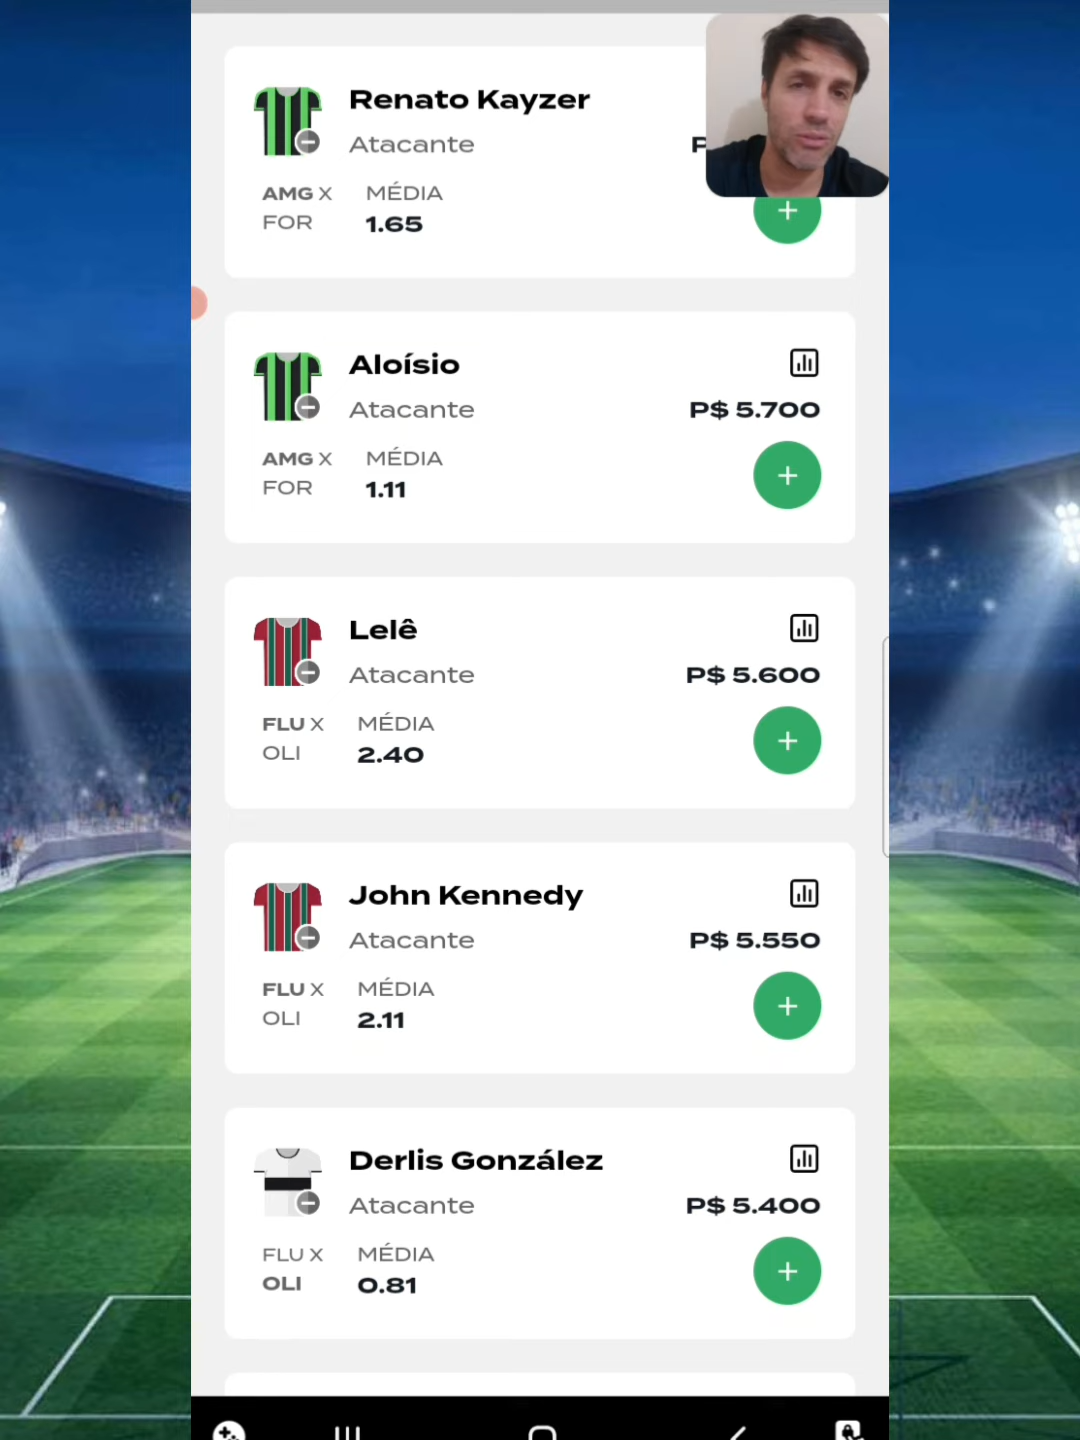 Renato Kayzer
Atacante
P
AMG X
FOR
MÉDIA
1.65
Aloísio
Atacante
P$ 5.700
AMG X
FOR
MÉDIA
1.11
Lelê
Atacante
P$ 5.600
FLU X
OLI
MÉDIA
2.40
John Kennedy
Atacante
P$ 5.550
FLU X
OLI
MÉDIA
2.11
Derlis González
Atacante
P$ 5.400
FLU X
OLI
MÉDIA
0.81